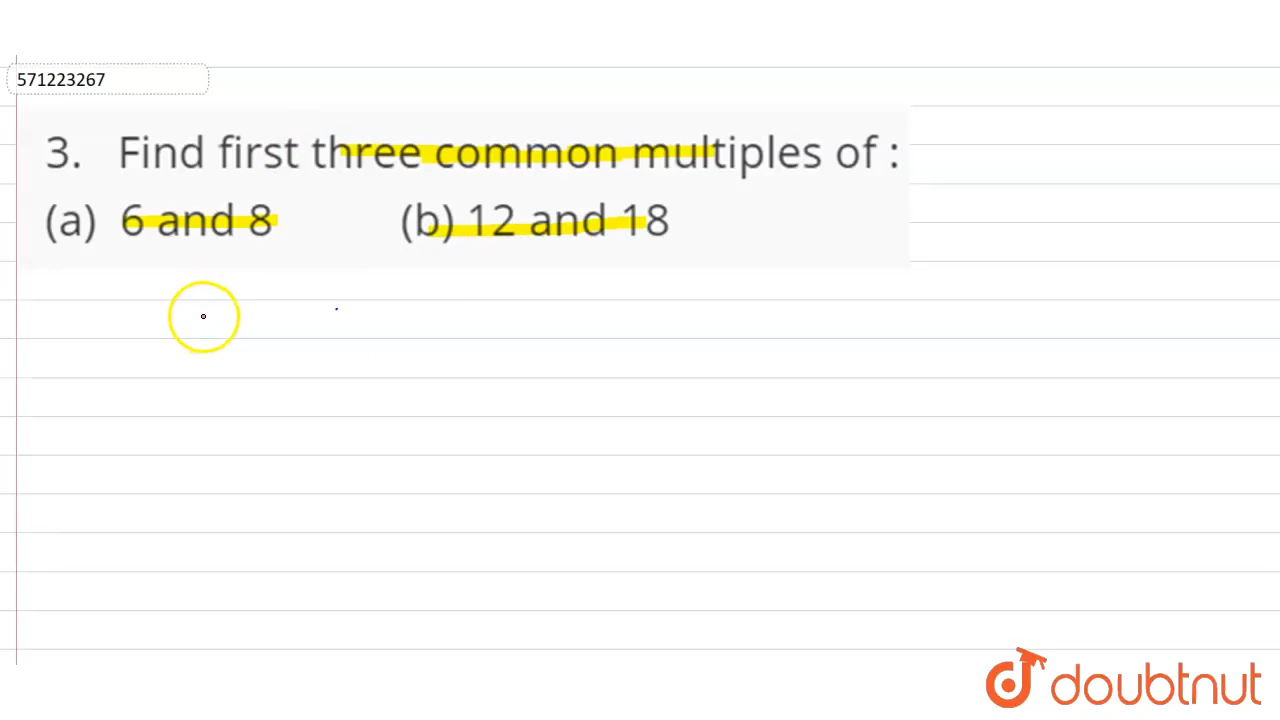 571223267
3. Find first three common multiples of :
(a) 6 and 8 (b) 12 and 18
doubtnut